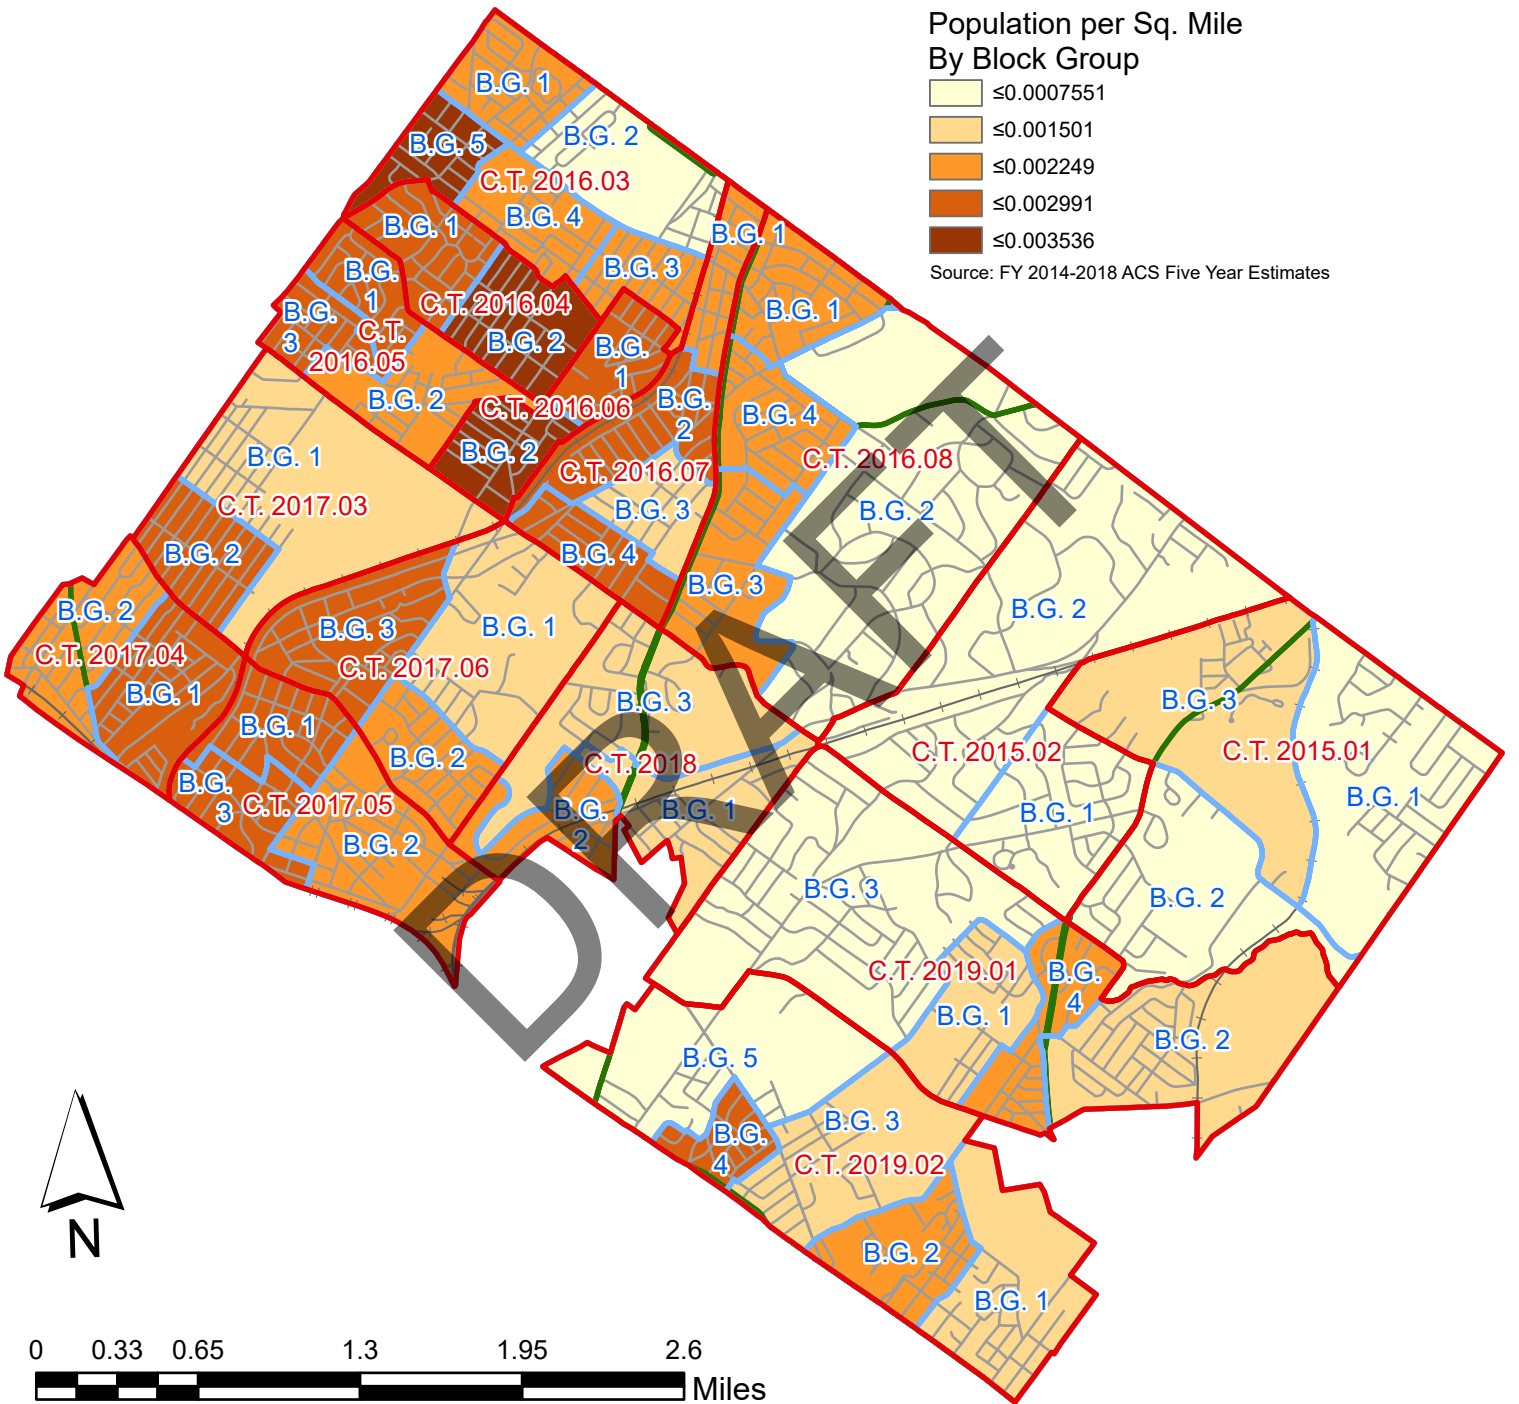 Population per Sq. Mile
By Block Group
≤0.0007551
≤0.001501
≤0.002249
≤0.002991
≤0.003536
Source: FY 2014-2018 ACS Five Year Estimates
B.G. 1
B.G. 2
B.G. 5
C.T. 2016.03
B.G. 4
B.G. 1
B.G. 1
B.G. 3
B.G.
1
C.T. 2016.04
B.G. 1
B.G.
3
C.T.
2016.05
B.G. 2
B.G.
1
B.G. 2
C.T. 2016.06
B.G.
2
B.G. 4
B.G. 1
B.G. 2
C.T. 2016.07
C.T. 2016.08
C.T. 2017.03
B.G. 3
B.G. 2
B.G. 2
B.G. 4
B.G. 3
B.G. 2
B.G. 2
B.G. 3
B.G. 1
C.T. 2017.04
C.T. 2017.06
B.G. 1
B.G. 3
B.G. 3
B.G. 1
B.G. 2
C.T. 2018
C.T. 2015.02
C.T. 2015.01
B.G.
3
C.T. 2017.05
B.G.
2
B.G. 1
B.G. 1
B.G. 1
B.G. 2
B.G. 3
B.G. 2
C.T. 2019.01
B.G.
4
B.G. 1
B.G. 2
B.G. 5
B.G. 3
B.G.
4
C.T. 2019.02
B.G. 2
B.G. 1
DRAFT
N
0 0.33 0.65 1.3 1.95 2.6
Miles